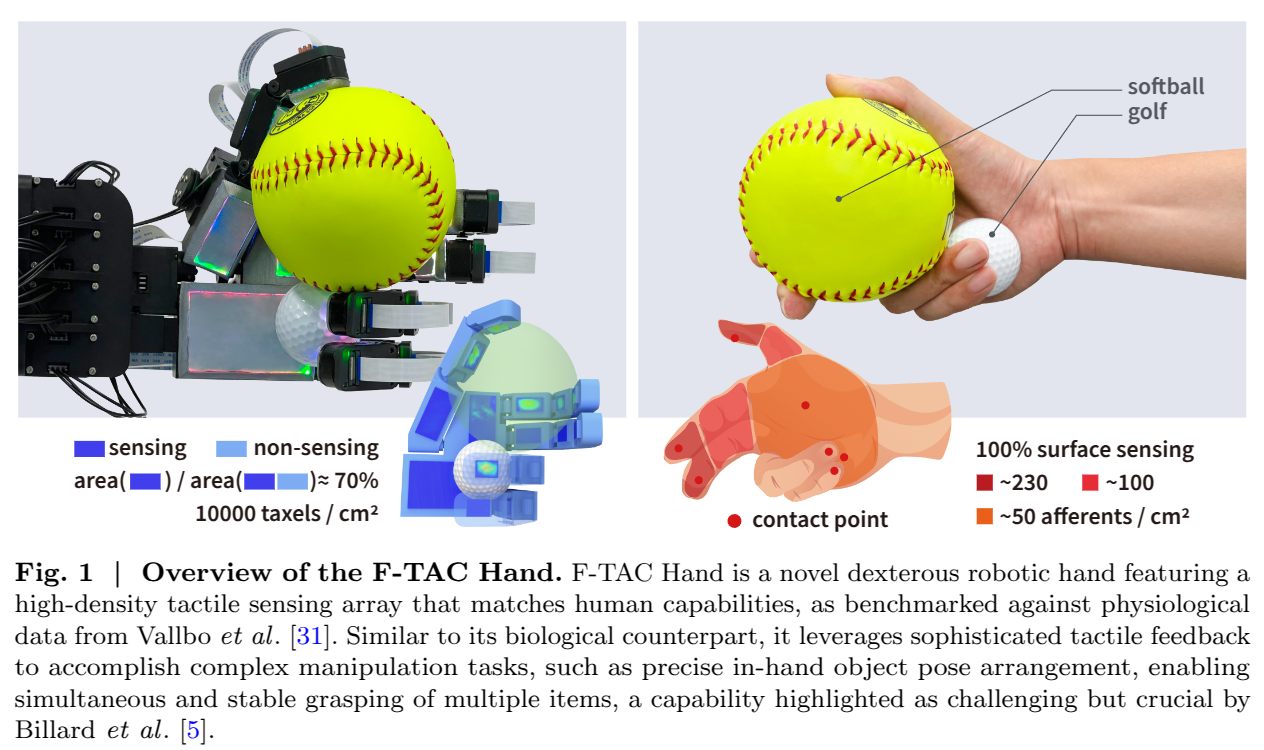 softball
golf
sensing non-sensing
area( ) / area( )≈ 70%
10000 taxels / cm²
contact point
100% surface sensing
~230 ~100
~50 afferents / cm²
Fig. 1 | Overview of the F-TAC Hand. F-TAC Hand is a novel dexterous robotic hand featuring a
high-density tactile sensing array that matches human capabilities, as benchmarked against physiological
data from Vallbo et al. [31]. Similar to its biological counterpart, it leverages sophisticated tactile feedback
to accomplish complex manipulation tasks, such as precise in-hand object pose arrangement, enabling
simultaneous and stable grasping of multiple items, a capability highlighted as challenging but crucial by
Billard et al. [5].